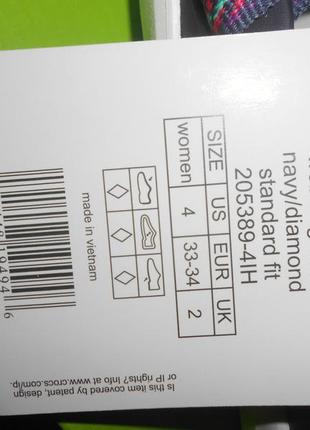 navy/diamond
standard fit
205389-4IH
SIZE US EUR UK
women 4 33-34 2
made in vietnam
Is this item covered by patent, design
or IP rights? Info at www.crocs.com/ip.